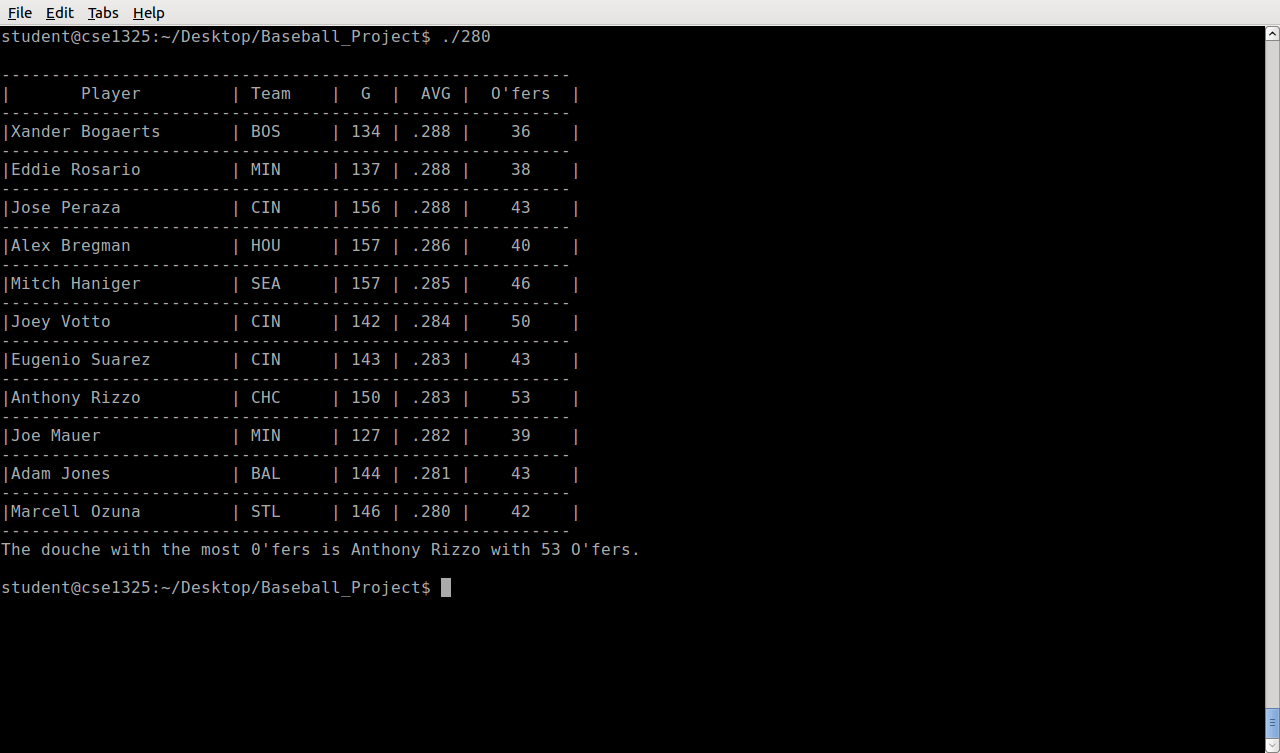 File Edit Tabs Help
student@cse1325:~/Desktop/Baseball_Project$ ./280
---------------------------------------------------------
|       Player         | Team    |  G  |  AVG |  O'fers  |
---------------------------------------------------------
|Xander Bogaerts       | BOS     | 134 | .288 |    36    |
---------------------------------------------------------
|Eddie Rosario         | MIN     | 137 | .288 |    38    |
---------------------------------------------------------
|Jose Peraza           | CIN     | 156 | .288 |    43    |
---------------------------------------------------------
|Alex Bregman          | HOU     | 157 | .286 |    40    |
---------------------------------------------------------
|Mitch Haniger         | SEA     | 157 | .285 |    46    |
---------------------------------------------------------
|Joey Votto            | CIN     | 142 | .284 |    50    |
---------------------------------------------------------
|Eugenio Suarez        | CIN     | 143 | .283 |    43    |
---------------------------------------------------------
|Anthony Rizzo         | CHC     | 150 | .283 |    53    |
---------------------------------------------------------
|Joe Mauer             | MIN     | 127 | .282 |    39    |
---------------------------------------------------------
|Adam Jones            | BAL     | 144 | .281 |    43    |
---------------------------------------------------------
|Marcell Ozuna         | STL     | 146 | .280 |    42    |
---------------------------------------------------------
The douche with the most 0'fers is Anthony Rizzo with 53 O'fers.
student@cse1325:~/Desktop/Baseball_Project$